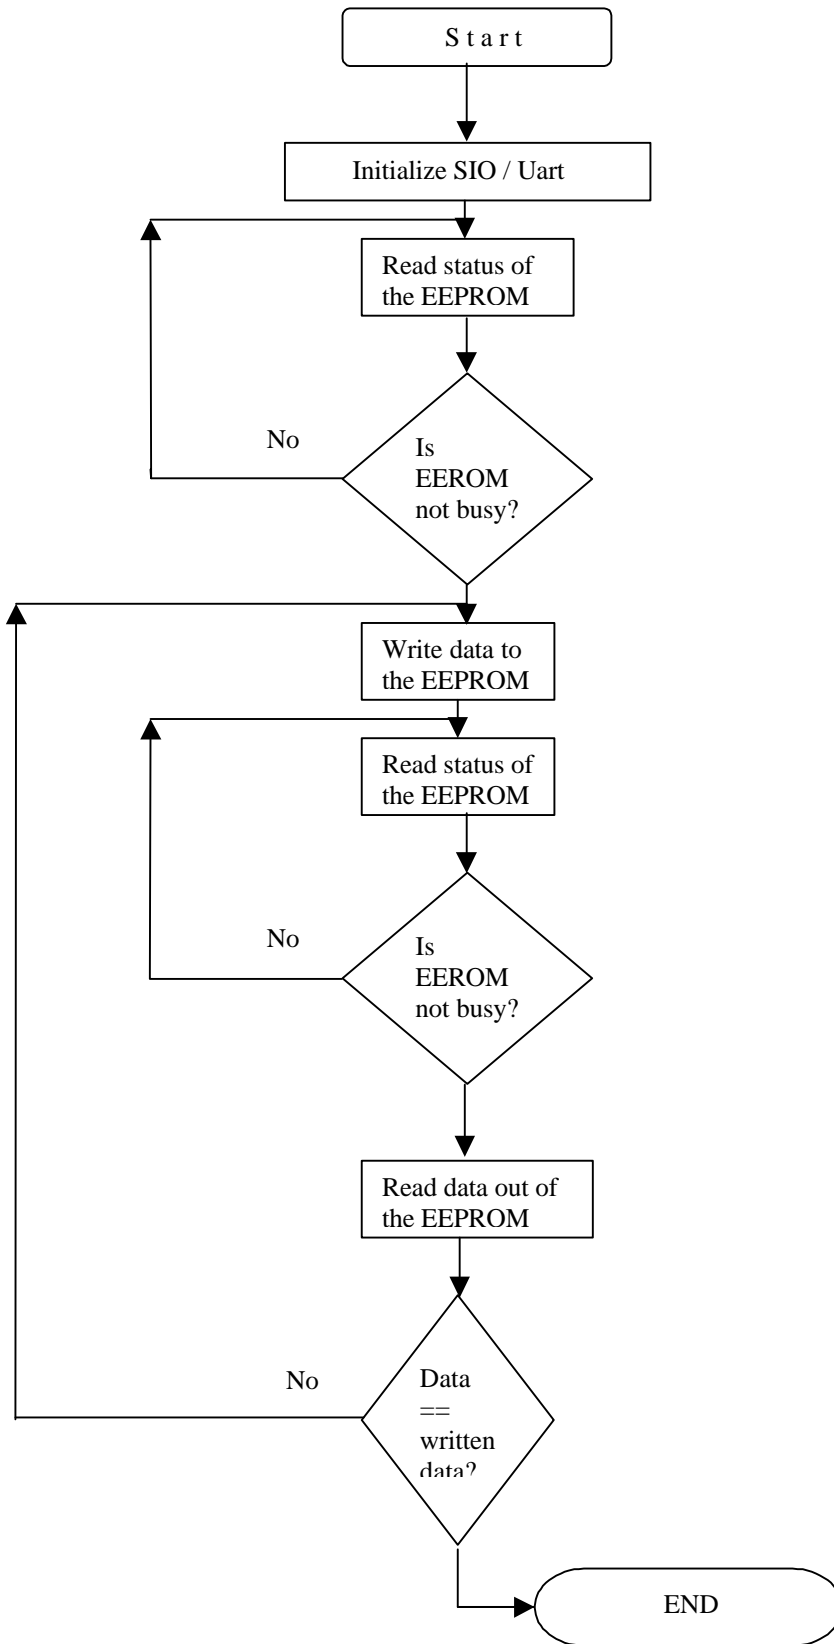 S t a r t
Initialize SIO / Uart
Read status of
the EEPROM
No
Is
EEROM
not busy?
Write data to
the EEPROM
Read status of
the EEPROM
No
Is
EEROM
not busy?
Read data out of
the EEPROM
No
Data
==
written
data?
END